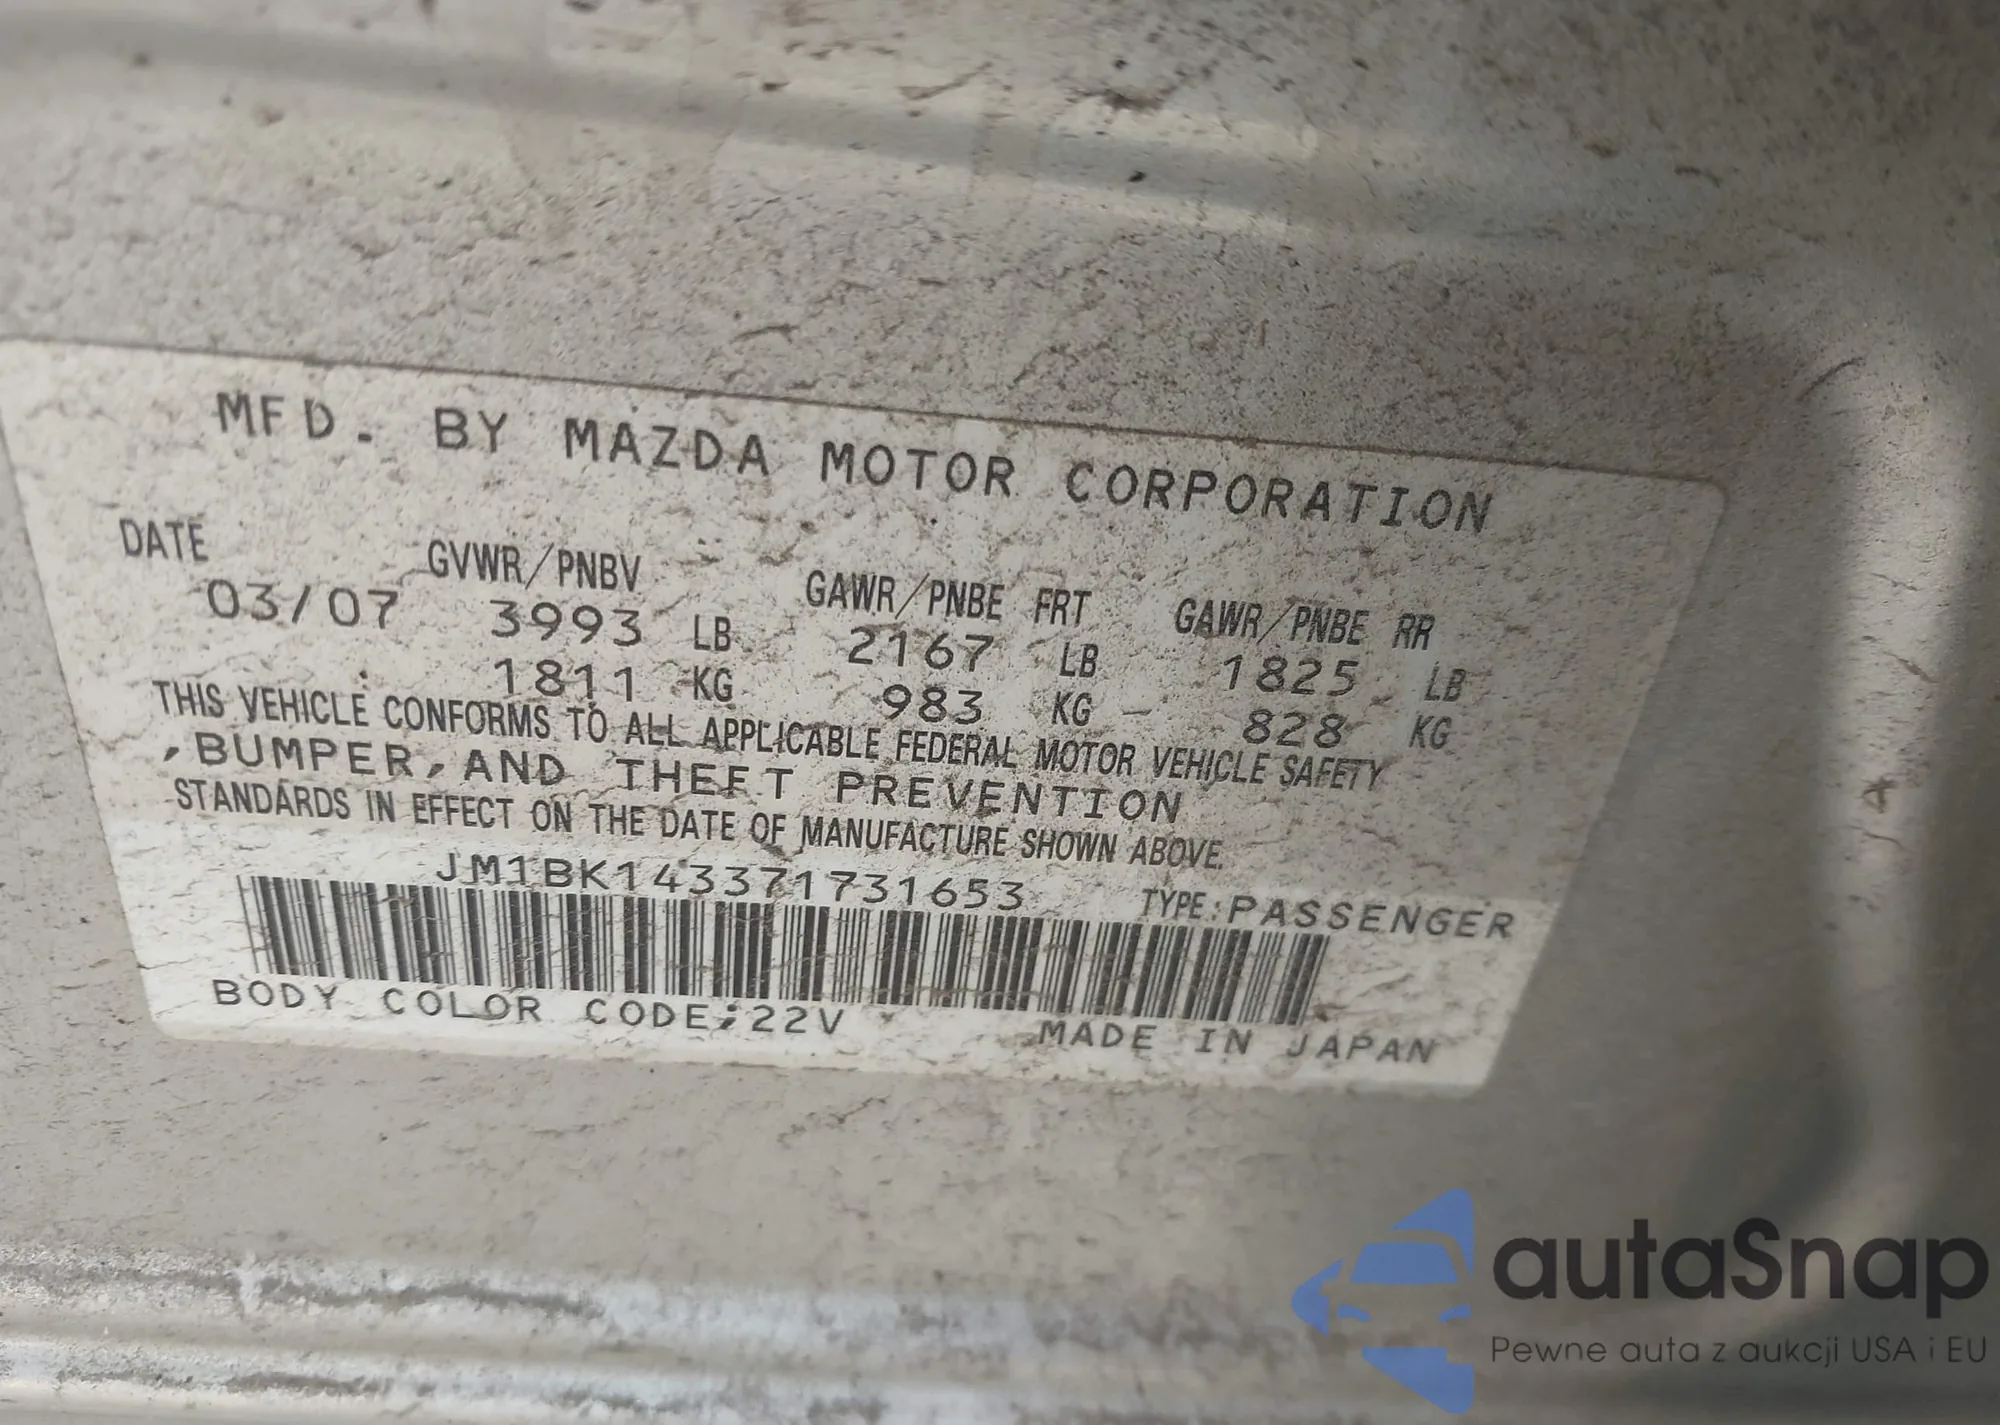 MFD. BY MAZDA MOTOR CORPORATION
DATE GVWR/PNBV GAWR/PNBE FRT GAWR/PNBE RR
03/07 3993 LB 2167 LB 1825 LB
1811 KG 983 KG 828 KG
THIS VEHICLE CONFORMS TO ALL APPLICABLE FEDERAL MOTOR VEHICLE SAFETY
,BUMPER,AND THEFT PREVENTION
STANDARDS IN EFFECT ON THE DATE OF MANUFACTURE SHOWN ABOVE.
JM1BK143371731653 TYPE:PASSENGER
BODY COLOR CODE;22V MADE IN JAPAN
autaSnap
Pewne auta z aukcji USA i EU